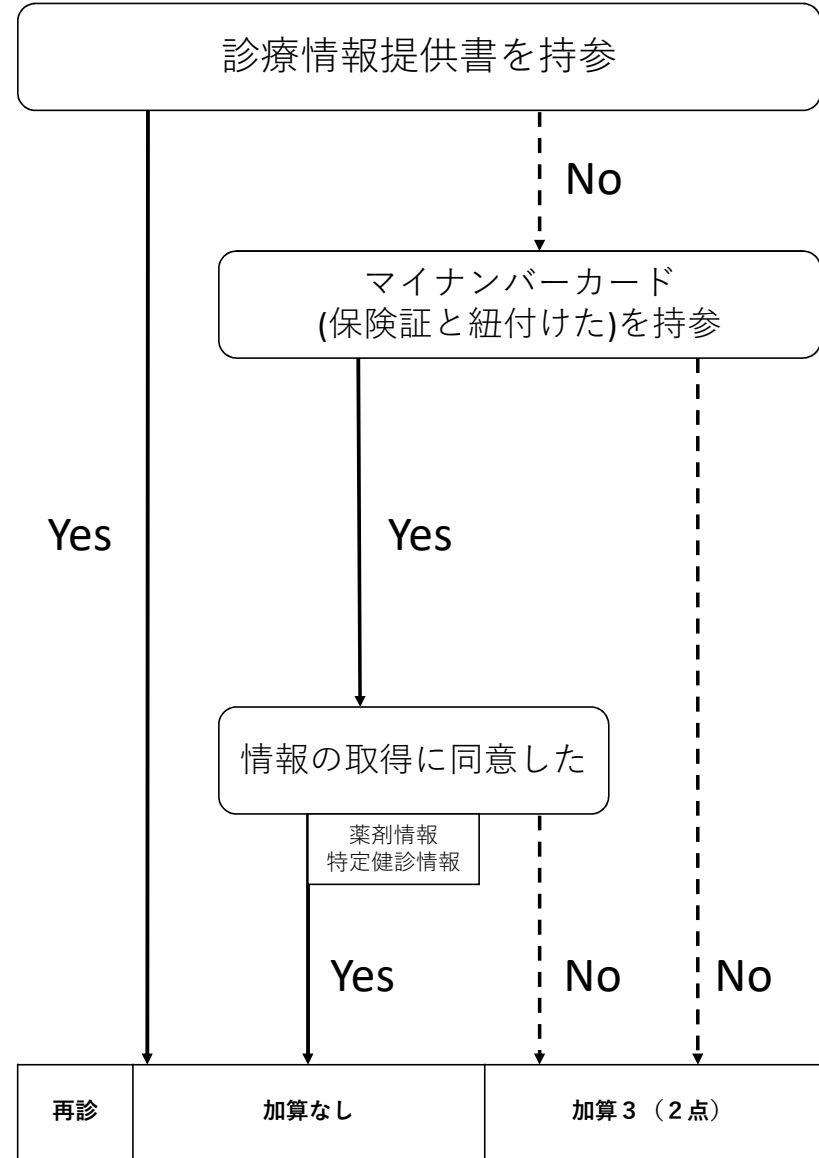 診療情報提供書を持参
No
マイナンバーカード
(保険証と紐付けた)を持参
Yes
Yes
情報の取得に同意した
薬剤情報
特定健診情報
Yes
No
No
再診
加算なし
加算３（２点）